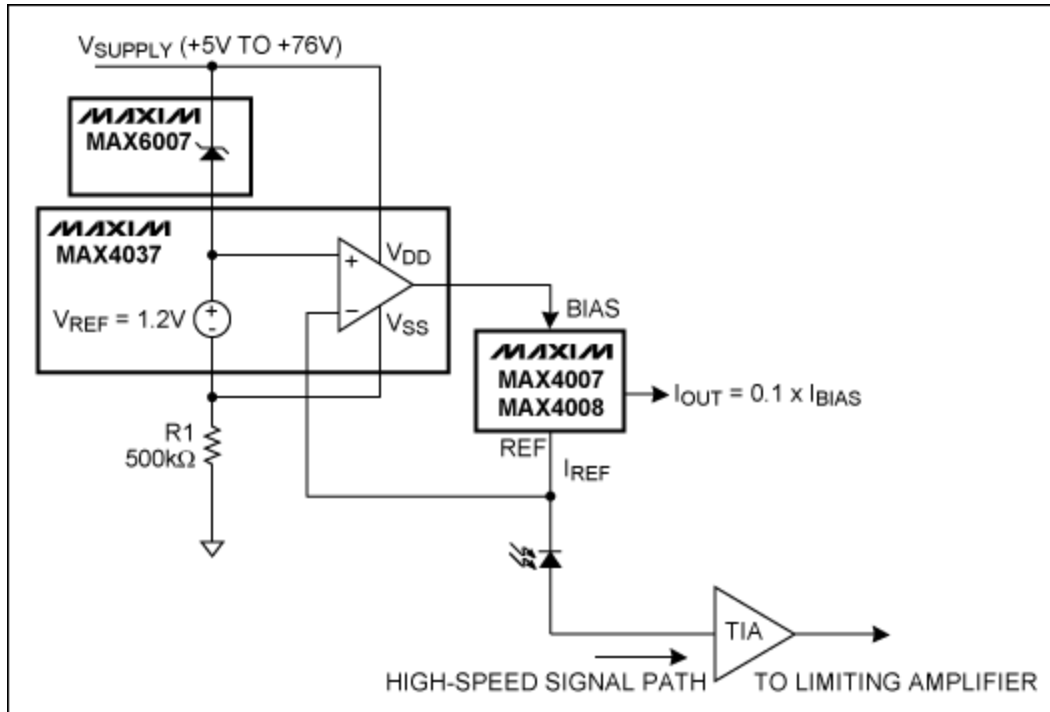 VSUPPLY (+5V TO +76V)
MAXIM
MAX6007
MAXIM
MAX4037
+
VDD
VREF = 1.2V
+
-
−
VSS
BIAS
MAXIM
MAX4007
MAX4008
IOUT = 0.1 x IBIAS
R1
500kΩ
REF
IREF
TIA
HIGH-SPEED SIGNAL PATH
TO LIMITING AMPLIFIER